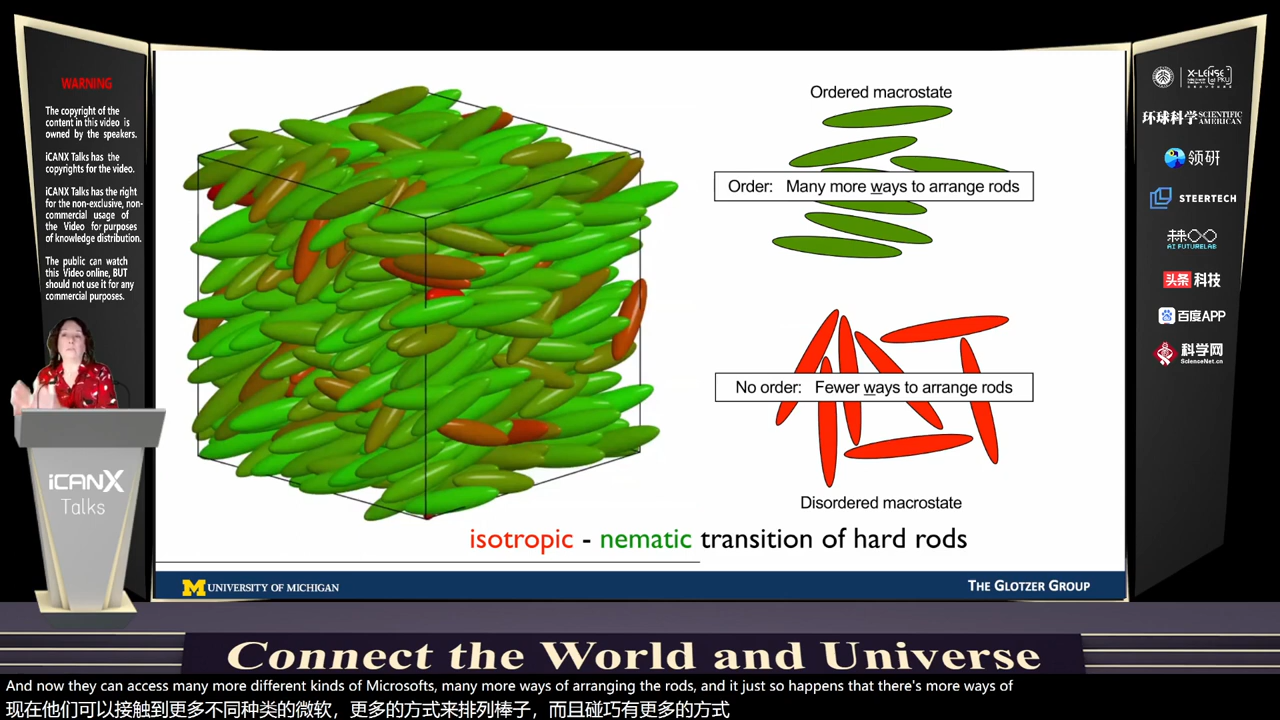 WARNING
The copyright of the
content in this video is
owned by the speakers.
iCANX Talks has the
copyrights for the video.
iCANX Talks has the right
for the non-exclusive, non-
commercial usage of
the Video for purposes
of knowledge distribution.
The public can watch
this Video online, BUT
should not use it for any
commercial purposes.
Ordered macrostate
Order: Many more ways to arrange rods
No order: Fewer ways to arrange rods
Disordered macrostate
isotropic - nematic transition of hard rods
M UNIVERSITY OF MICHIGAN
THE GLOTZER GROUP
X-LENSE
@ PKU
环球科学 SCIENTIFIC AMERICAN
领研
STEERTECH
AI FUTURELAB
头条 科技
百度APP
科学网
ScienceNet.cn
iCANX
Talks
Connect the World and Universe
And now they can access many more different kinds of Microsofts, many more ways of arranging the rods, and it just so happens that there's more ways of
现在他们可以接触到更多不同种类的微软，更多的方式来排列棒子，而且碰巧有更多的方式